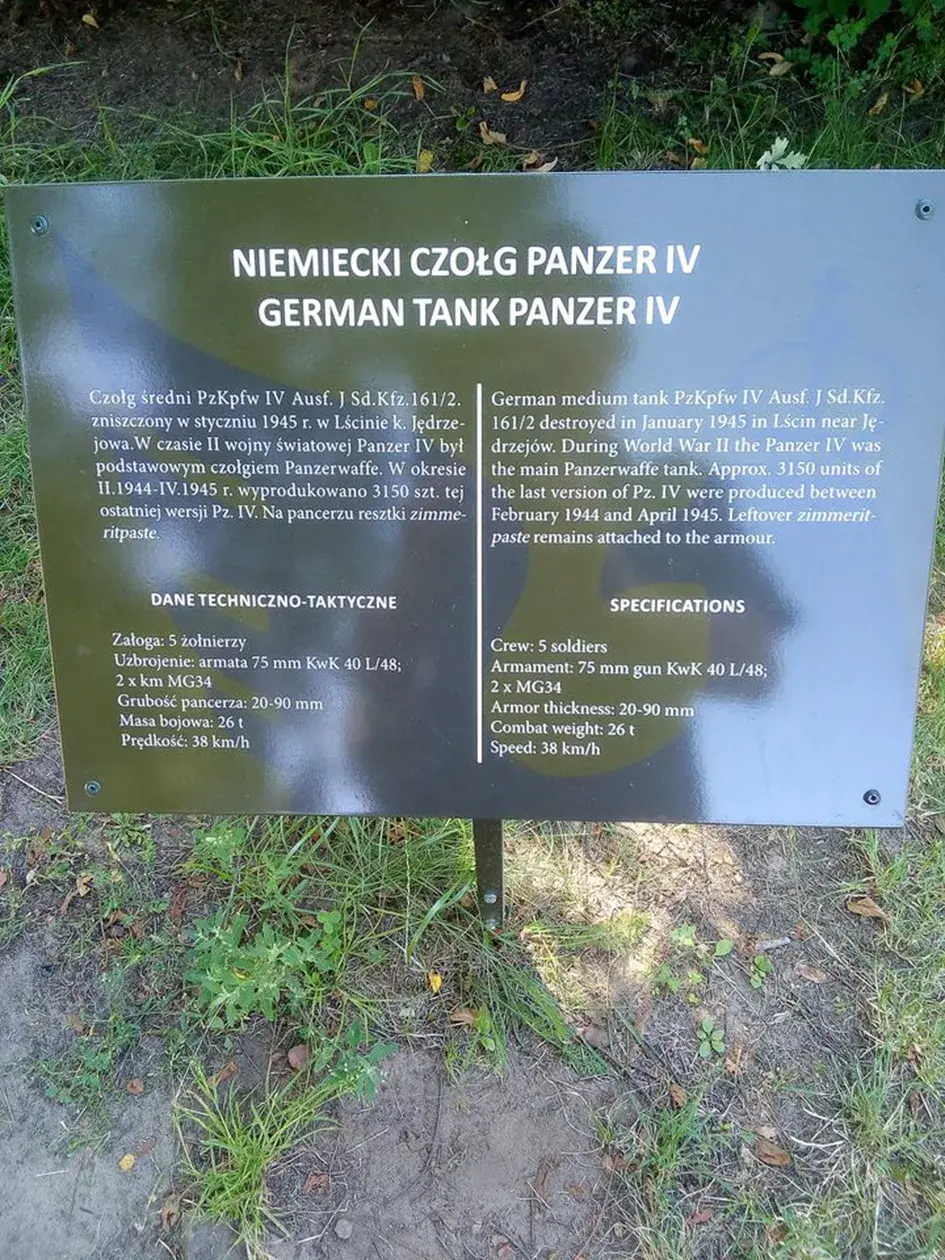 NIEMIECKI CZOŁG PANZER IV
GERMAN TANK PANZER IV
Czołg średni PzKpfw IV Ausf. J Sd.Kfz.161/2.
zniszczony w styczniu 1945 r. w Lścinie k. Jędrze-
jowa.W czasie II wojny światowej Panzer IV był
podstawowym czołgiem Panzerwaffe. W okresie
II.1944-IV.1945 r. wyprodukowano 3150 szt. tej
ostatniej wersji Pz. IV. Na pancerzu resztki zimme-
ritpaste.
DANE TECHNICZNO-TAKTYCZNE
Załoga: 5 żołnierzy
Uzbrojenie: armata 75 mm KwK 40 L/48;
2 x km MG34
Grubość pancerza: 20-90 mm
Masa bojowa: 26 t
Prędkość: 38 km/h
German medium tank PzKpfw IV Ausf. J Sd.Kfz.
161/2 destroyed in January 1945 in Lścin near Ję-
drzejów. During World War II the Panzer IV was
the main Panzerwaffe tank. Approx. 3150 units of
the last version of Pz. IV were produced between
February 1944 and April 1945. Leftover zimmerit-
paste remains attached to the armour.
SPECIFICATIONS
Crew: 5 soldiers
Armament: 75 mm gun KwK 40 L/48;
2 x MG34
Armor thickness: 20-90 mm
Combat weight: 26 t
Speed: 38 km/h